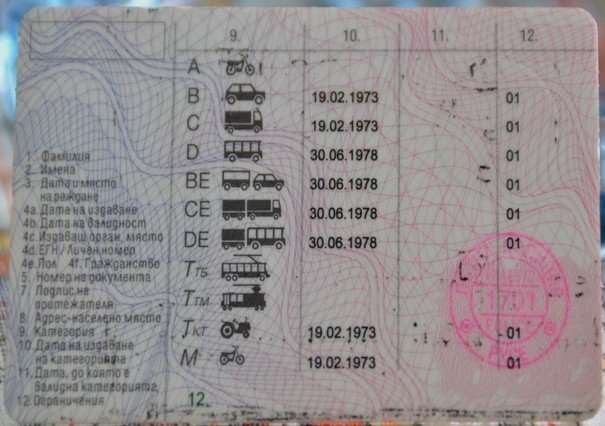 9. 10. 11. 12.
A
B 19.02.1973 01
C 19.02.1973 01
D 30.06.1978 01
BE 30.06.1978 01
CE 30.06.1978 01
DE 30.06.1978 01
Tтб
Tтм
Tкт 19.02.1973 01
M 19.02.1973 01
12.
1. Фамилия
2. Имена
3. Дата и място
на раждане
4a. Дата на издаване
4b. Дата на валидност
4c. Издаващ орган, място
4d. ЕГН / Личен номер
4e. Пол 4f. Гражданство
5. Номер на документа
7. Подпис на
притежателя
8. Адрес-населено място
9. Категория
10. Дата на издаване
на категорията
11. Дата, до която е
валидна категорията,
12. Ограничения